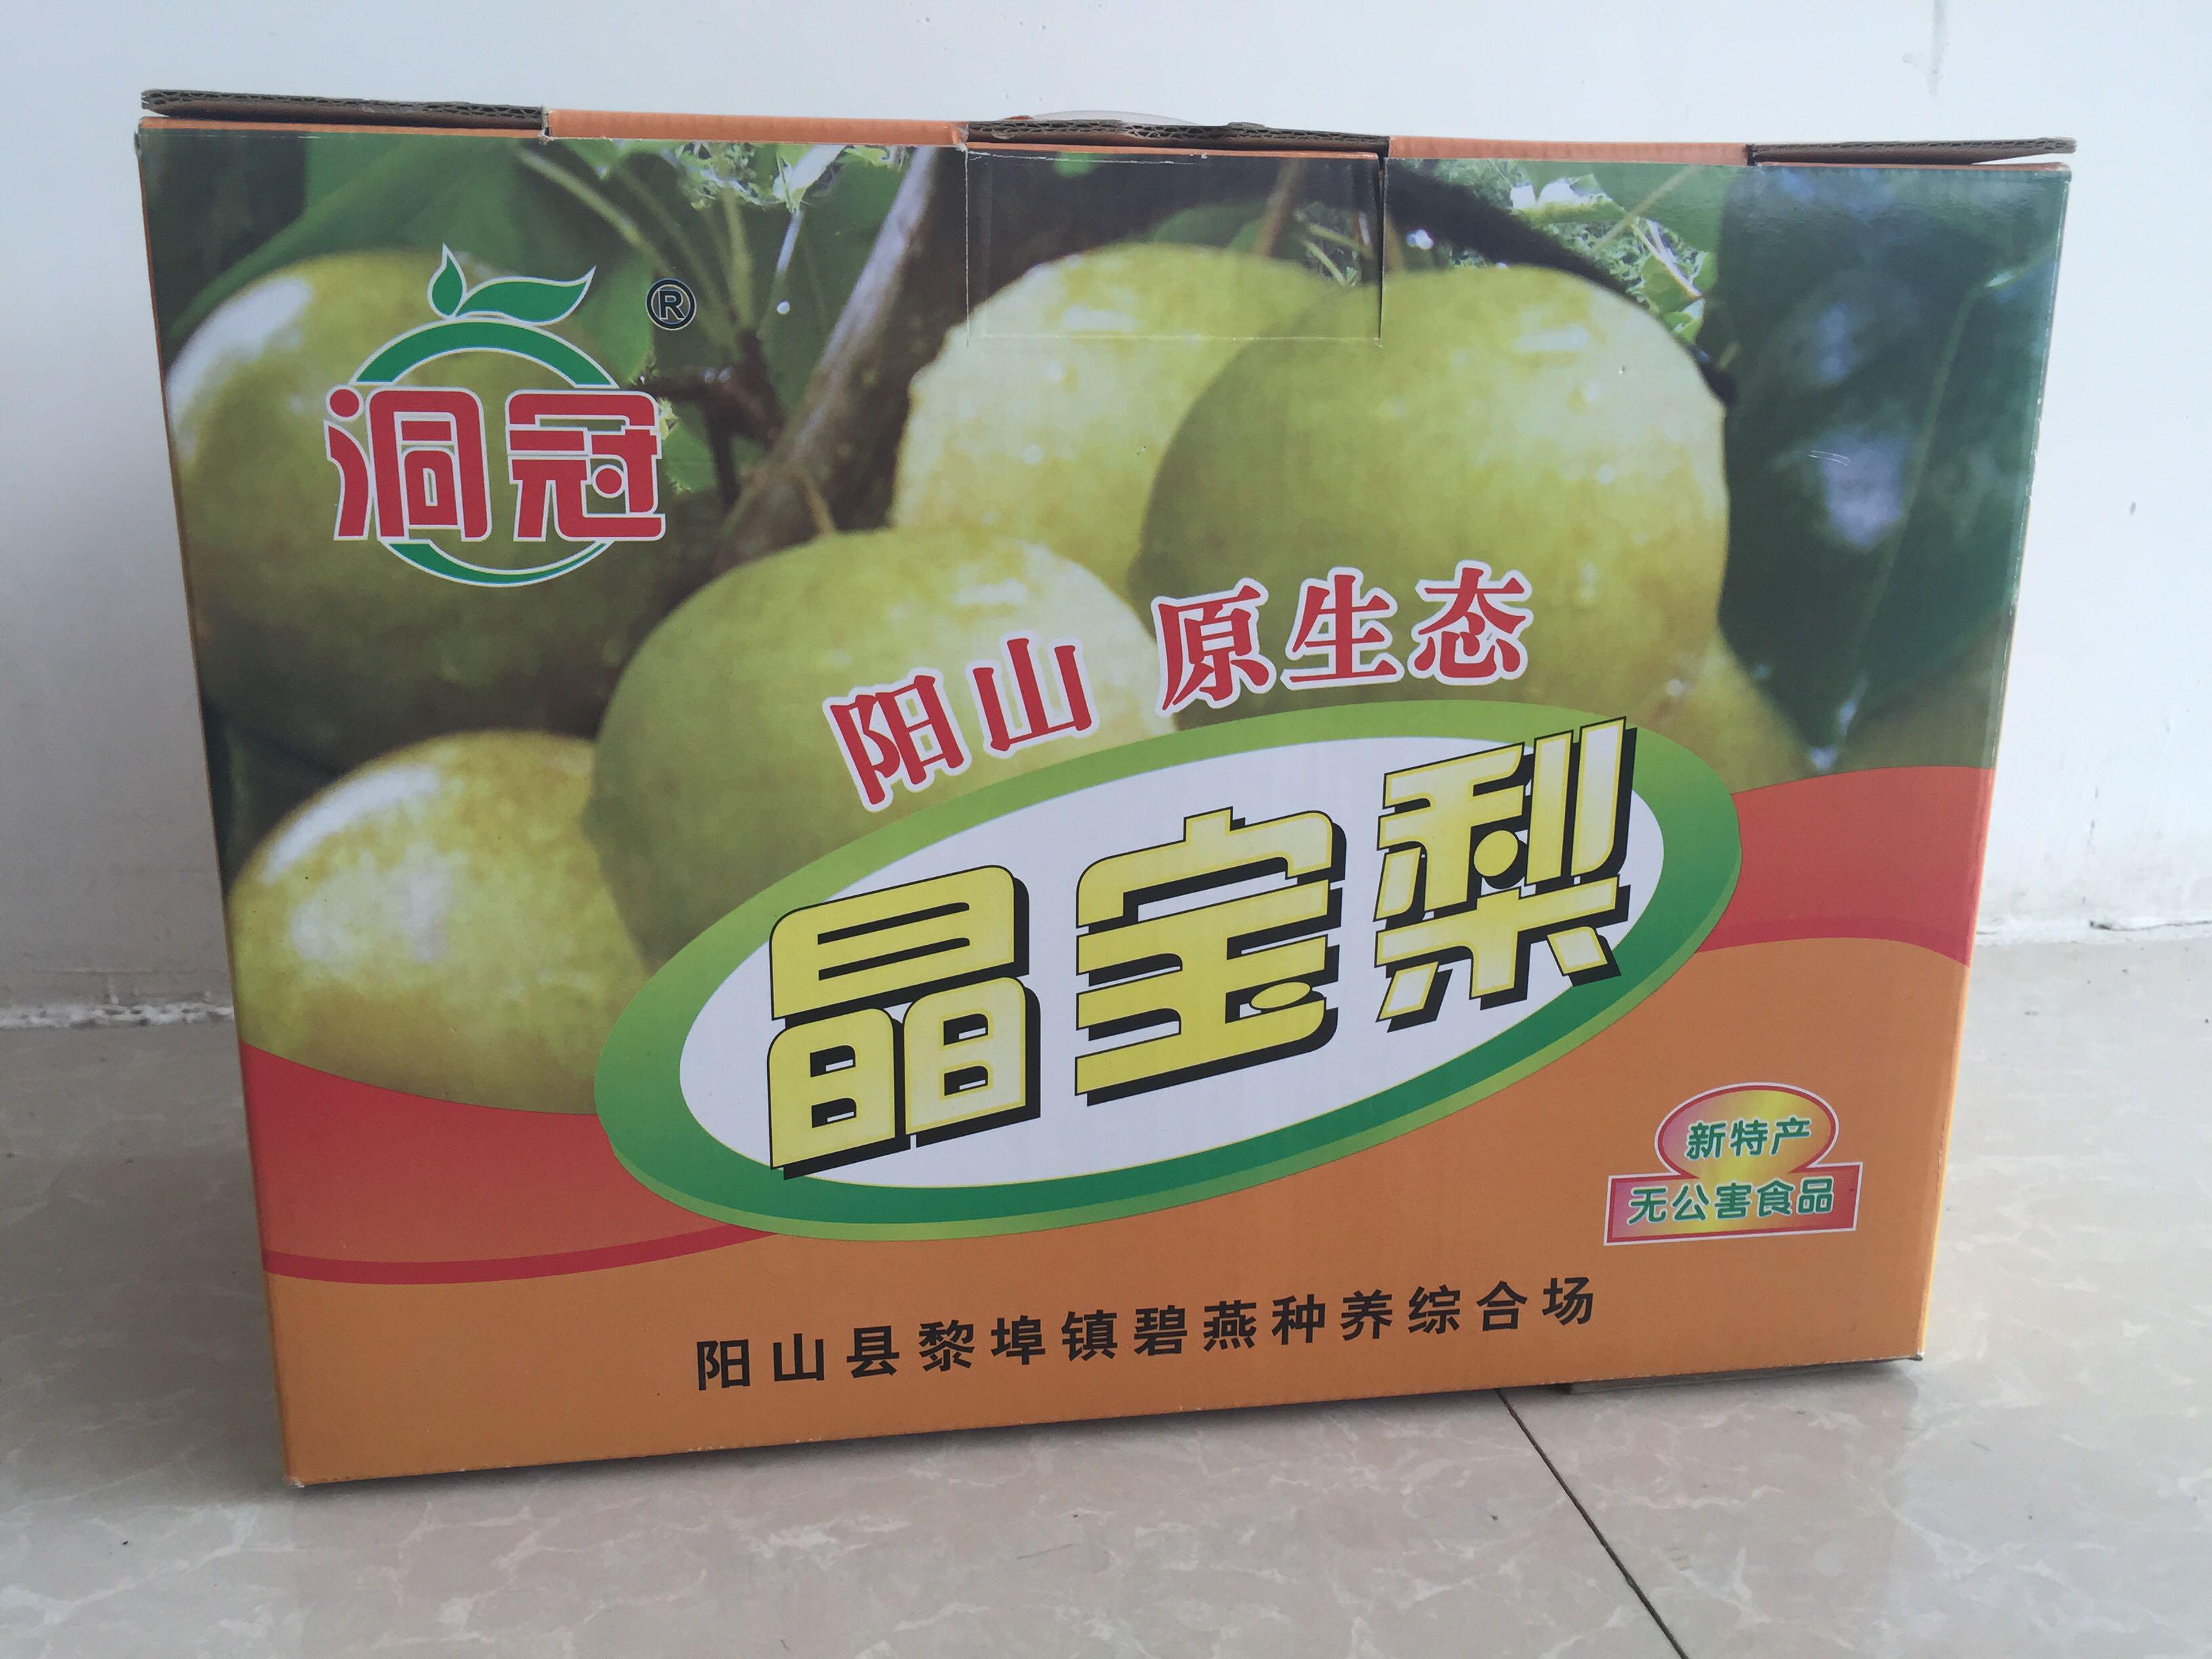 洞冠
®
阳山 原生态
晶宝梨
新特产
无公害食品
阳山县黎埠镇碧燕种养综合场